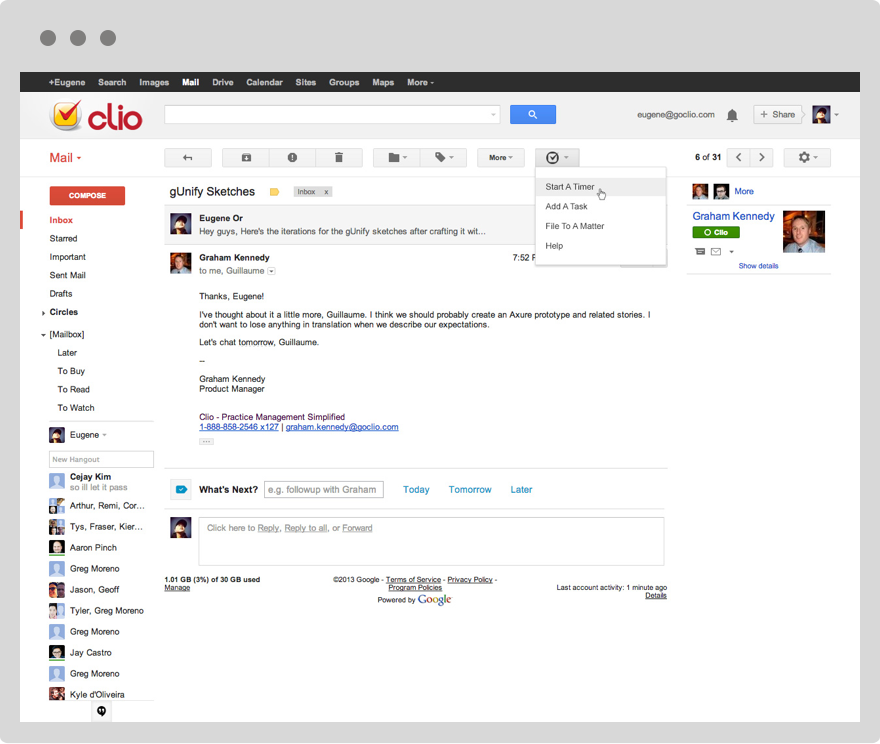 +Eugene Search Images Mail Drive Calendar Sites Groups Maps More
clio
eugene@goclio.com + Share
Mail
More
6 of 31
COMPOSE
Inbox
Starred
Important
Sent Mail
Drafts
Circles
[Mailbox]
Later
To Buy
To Read
To Watch
Eugene
New Hangout
Cejay Kim
so ill let it pass
Arthur, Remi, Cor...
Tys, Fraser, Kier...
Aaron Pinch
Greg Moreno
Jason, Geoff
Tyler, Greg Moreno
Greg Moreno
Jay Castro
Greg Moreno
Kyle d'Oliveira
gUnify Sketches Inbox x
Eugene Or
Hey guys, Here's the iterations for the gUnify sketches after crafting it wit...
Graham Kennedy 7:52
to me, Guillaume
Start A Timer
Add A Task
File To A Matter
Help
Thanks, Eugene!
I've thought about it a little more, Guillaume. I think we should probably create an Axure prototype and related stories. I
don't want to lose anything in translation when we describe our expectations.
Let's chat tomorrow, Guillaume.
--
Graham Kennedy
Product Manager
Clio - Practice Management Simplified
1-888-858-2546 x127 | graham.kennedy@goclio.com
...
What's Next? e.g. followup with Graham Today Tomorrow Later
Click here to Reply, Reply to all, or Forward
1.01 GB (3%) of 30 GB used
Manage
©2013 Google - Terms of Service - Privacy Policy -
Program Policies
Powered by Google
Last account activity: 1 minute ago
Details
More
Graham Kennedy
Clio
Show details